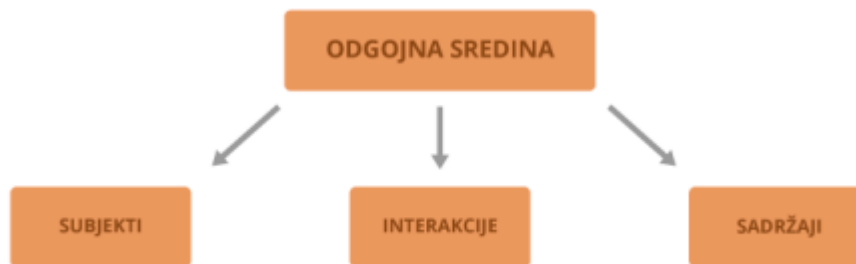 ODGOJNA SREDINA
SUBJEKTI
INTERAKCIJE
SADRŽAJI